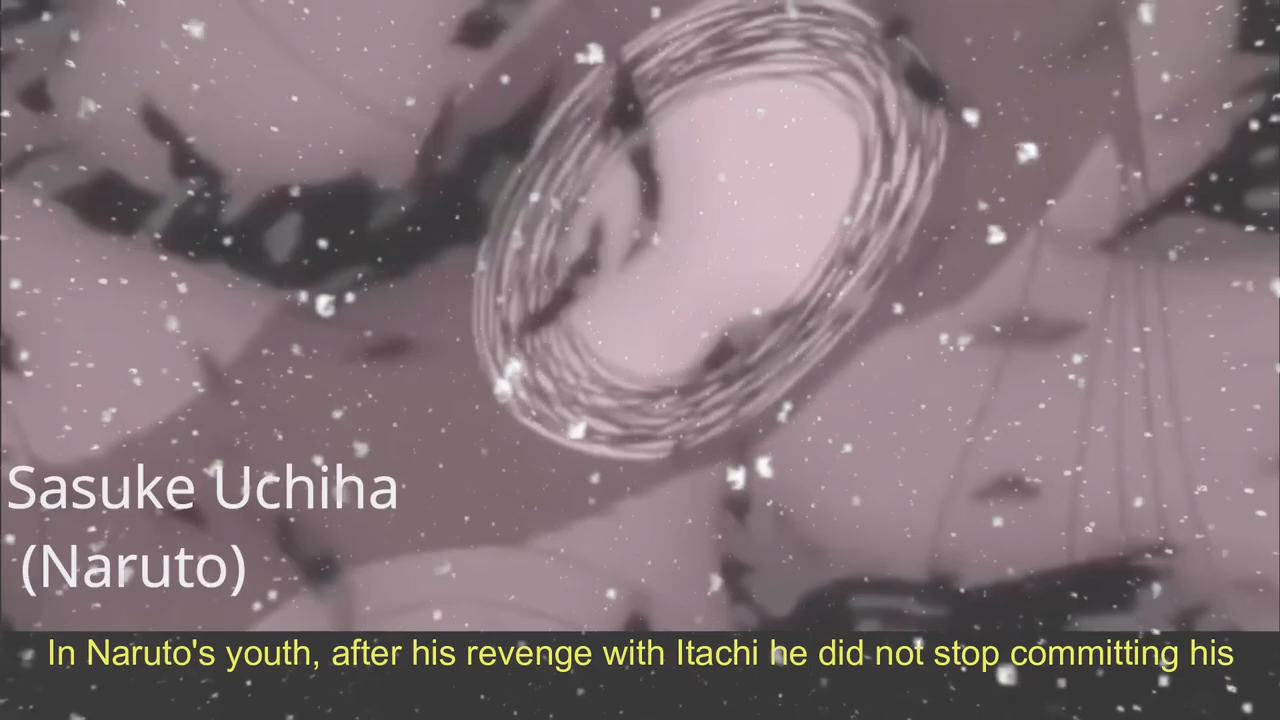 Sasuke Uchiha
(Naruto)
In Naruto's youth, after his revenge with Itachi he did not stop committing his